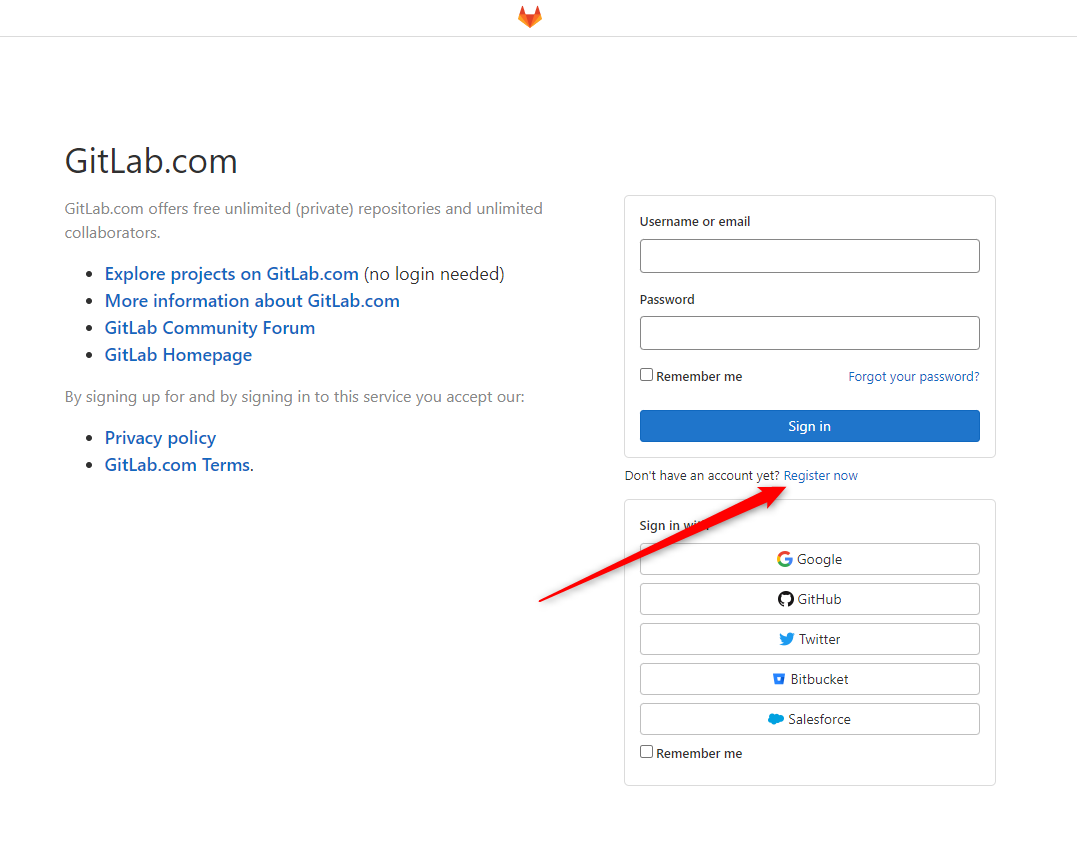 GitLab.com
GitLab.com offers free unlimited (private) repositories and unlimited
collaborators.
Explore projects on GitLab.com (no login needed)
More information about GitLab.com
GitLab Community Forum
GitLab Homepage
By signing up for and by signing in to this service you accept our:
Privacy policy
GitLab.com Terms.
Username or email
Password
Remember me
Forgot your password?
Sign in
Don't have an account yet? Register now
Sign in with
Google
GitHub
Twitter
Bitbucket
Salesforce
Remember me